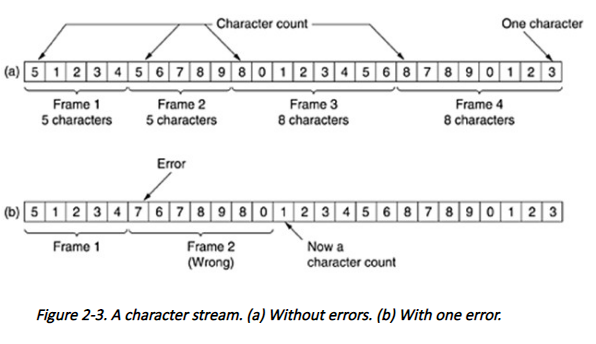 Character count One character
(a) 5 1 2 3 4 5 6 7 8 9 8 0 1 2 3 4 5 6 8 7 8 9 0 1 2 3
Frame 1 Frame 2 Frame 3 Frame 4
5 characters 5 characters 8 characters 8 characters
Error
(b) 5 1 2 3 4 7 6 7 8 9 8 0 1 2 3 4 5 6 8 7 8 9 0 1 2 3
Frame 1 Frame 2 Now a
(Wrong) character count
Figure 2-3. A character stream. (a) Without errors. (b) With one error.